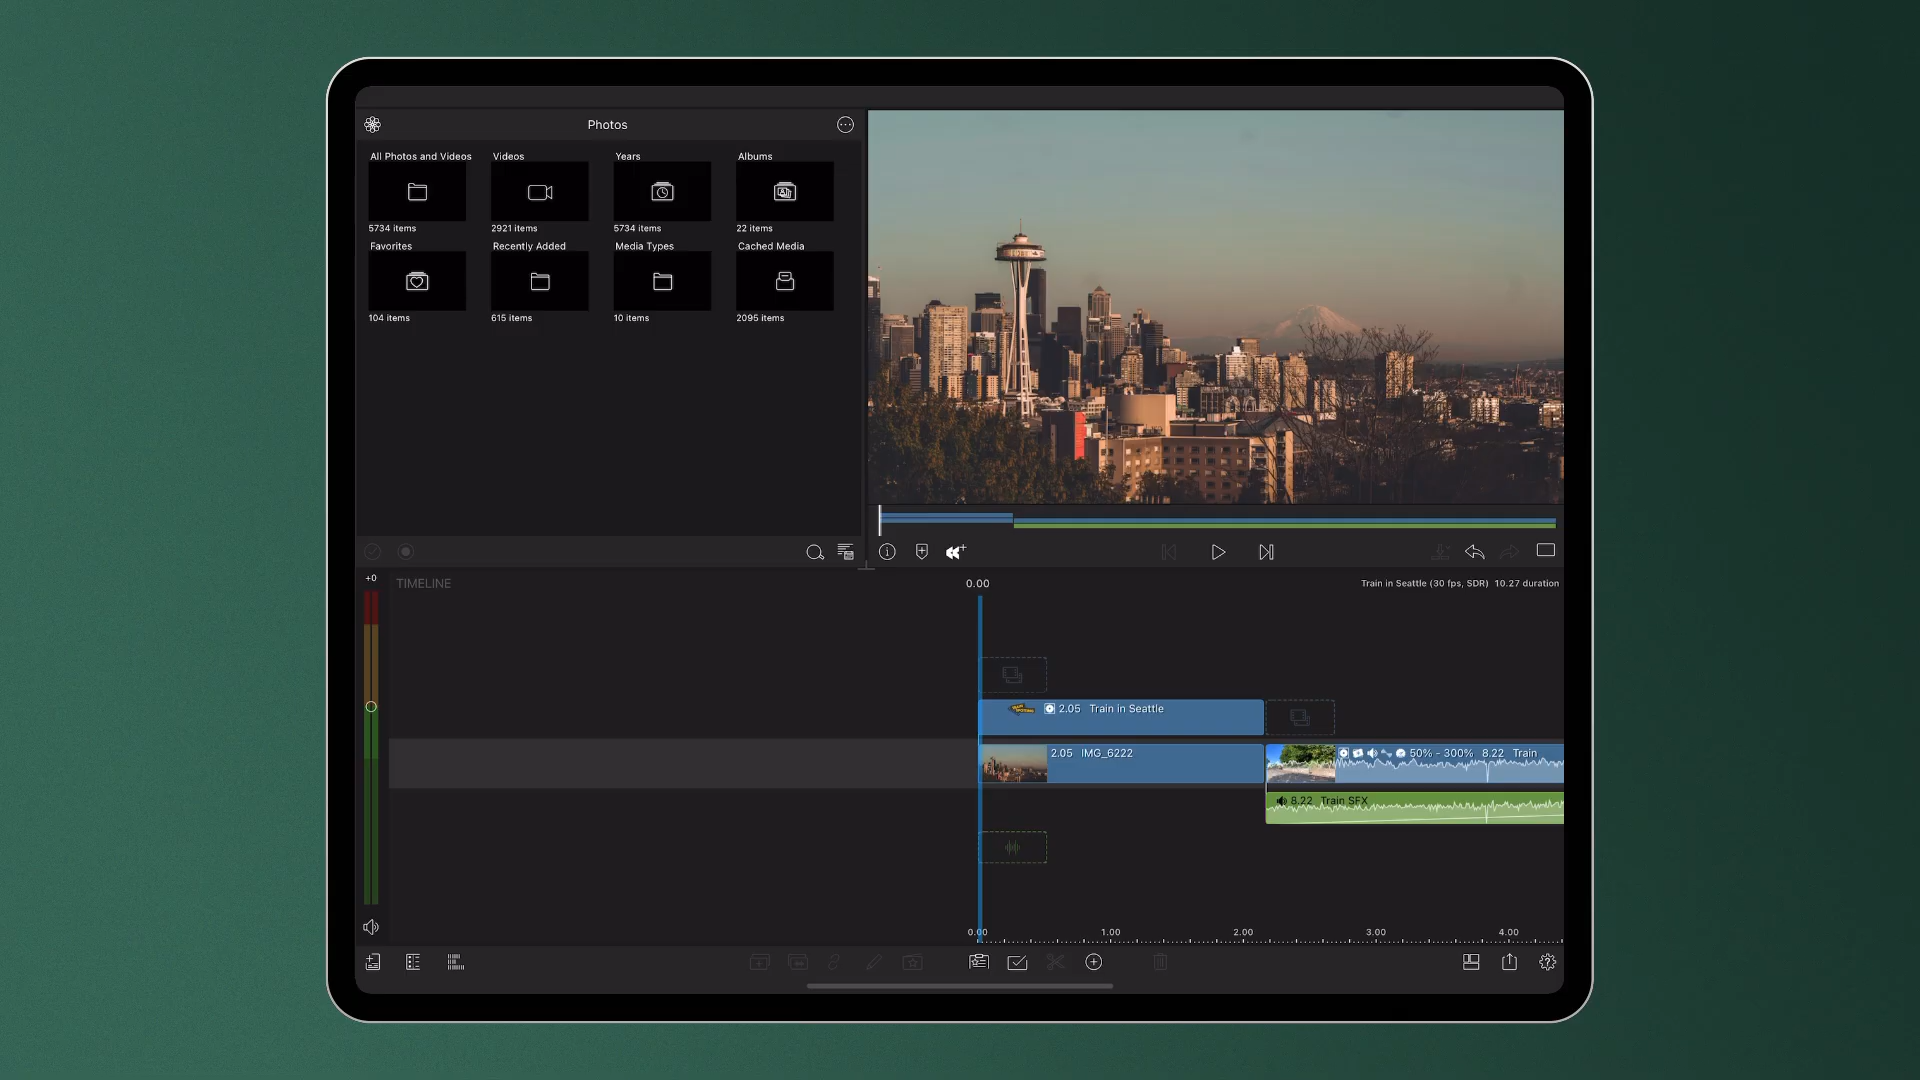 Photos
All Photos and Videos
Videos
Years
Albums
5734 items
2921 items
5734 items
22 items
Favorites
Recently Added
Media Types
Cached Media
104 items
615 items
10 items
2095 items
+0
TIMELINE
0.00
Train in Seattle (30 fps, SDR) 10.27 duration
2.05 Train in Seattle
2.05 IMG_6222
50% - 300% 8.22 Train
8.22 Train SFX
0.00
1.00
2.00
3.00
4.00